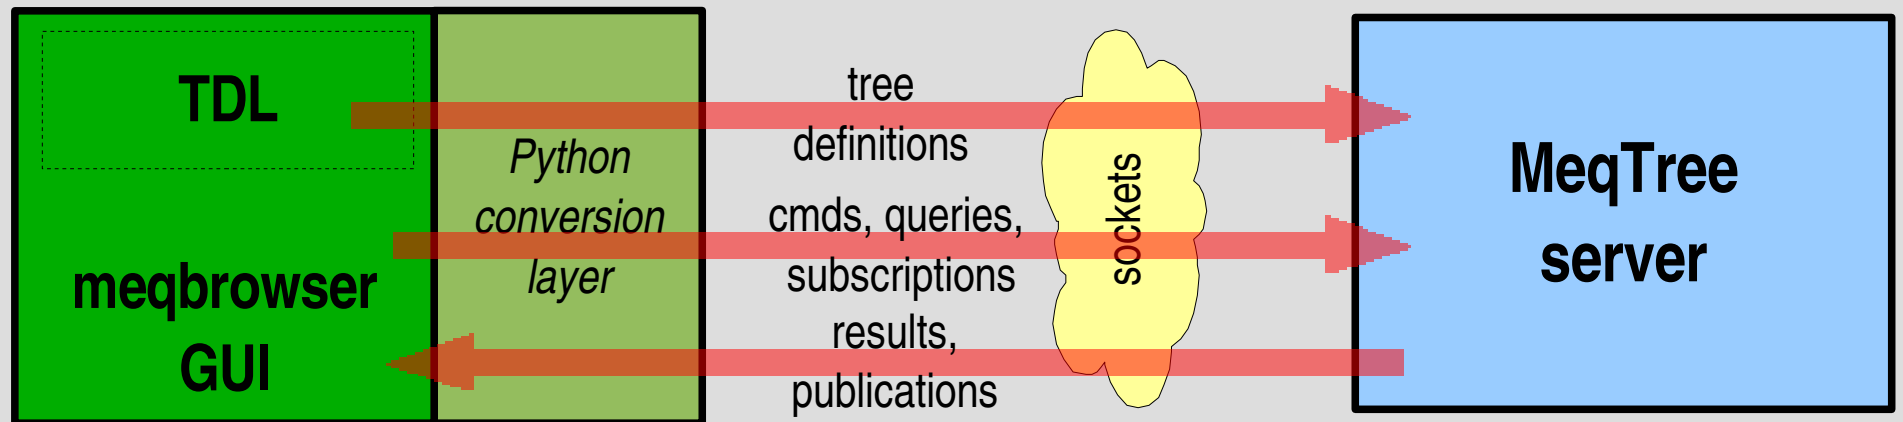 TDL
meqbrowser
GUI
Python
conversion
layer
tree
definitions
cmds, queries,
subscriptions
results,
publications
sockets
MeqTree
server